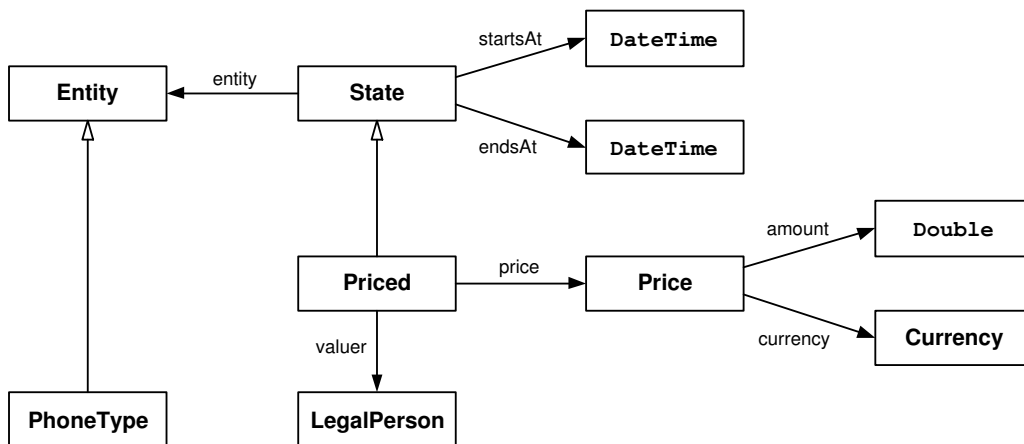 startsAt
DateTime
Entity
entity
State
endsAt
DateTime
amount
Double
Priced
price
Price
valuer
currency
Currency
PhoneType
LegalPerson